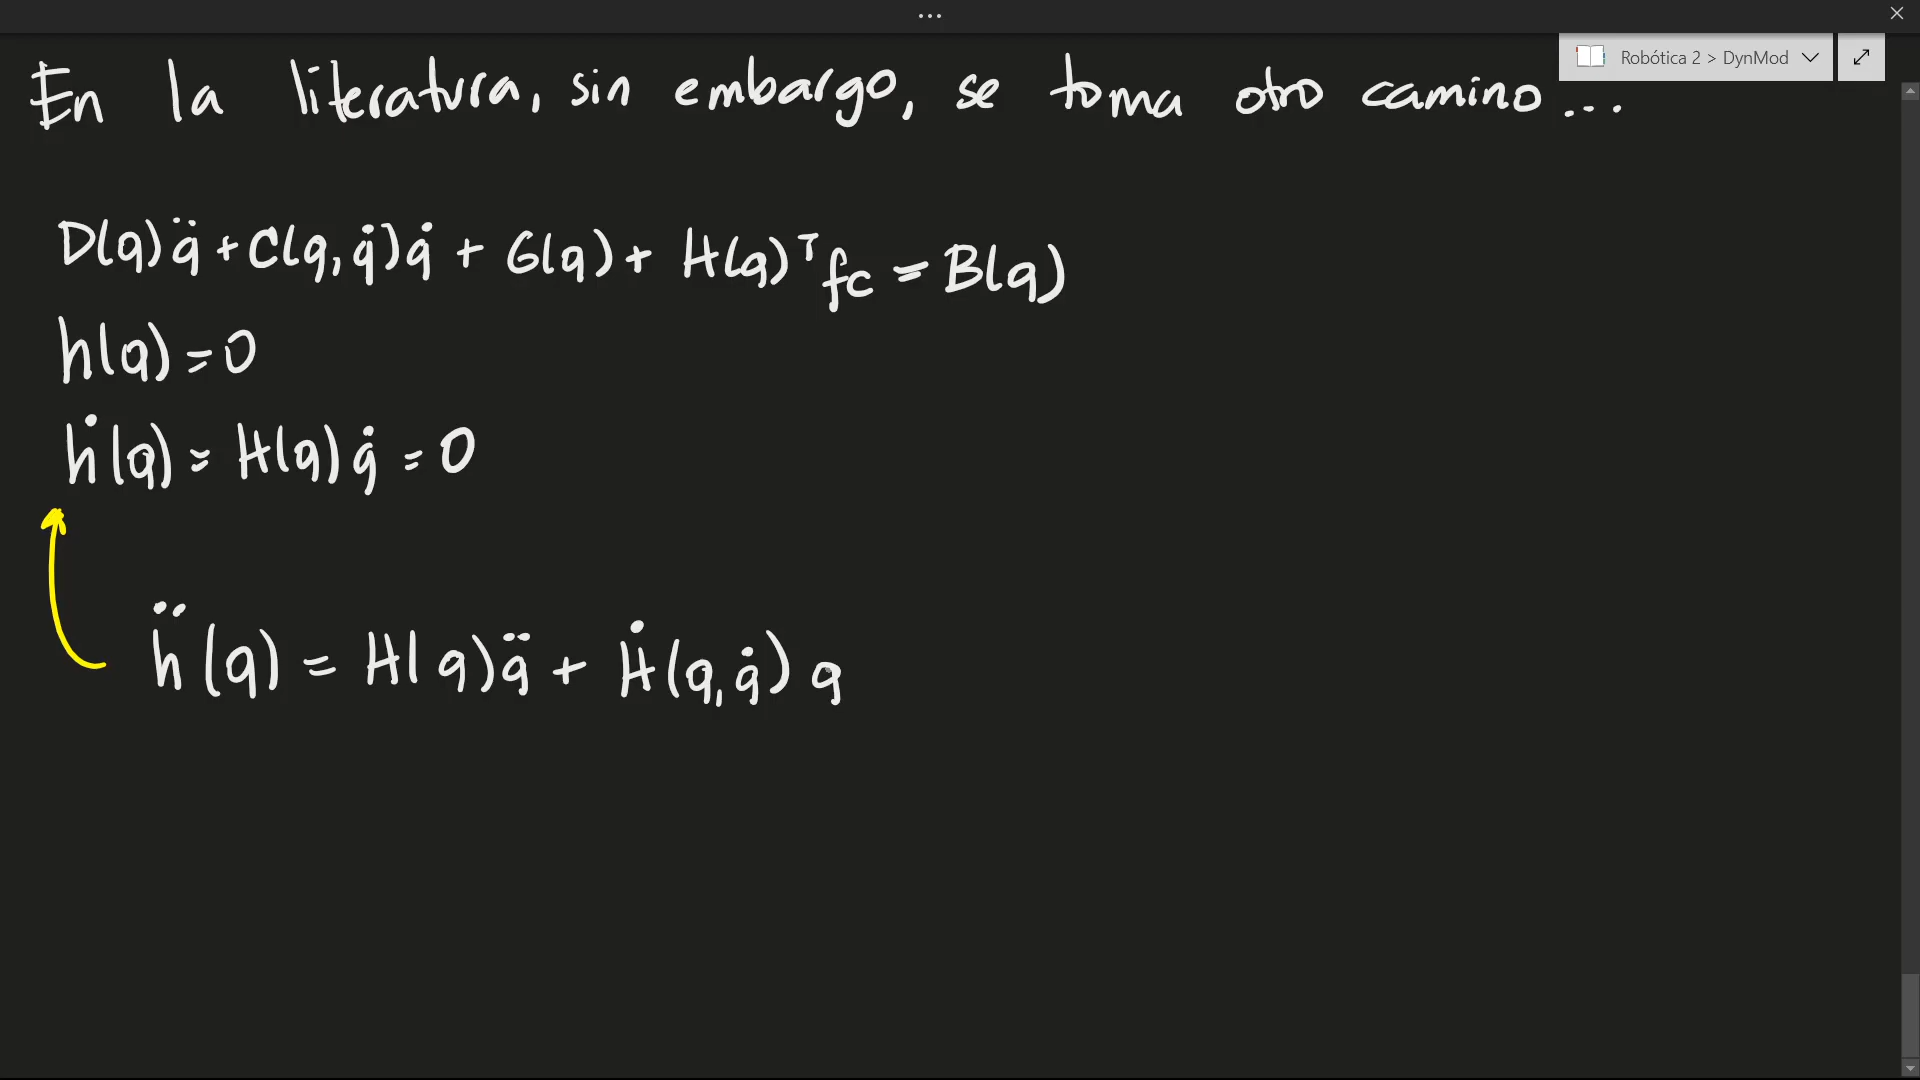 ...
Robótica 2 > DynMod
En la literatura, sin embargo, se toma otro camino...
D(q)q̈ + C(q, q̇)q̇ + G(q) + H(q)ᵀfc = B(q)
h(q) = 0
ḣ(q) = H(q)q̇ = 0
ḧ(q) = H(q)q̈ + Ḣ(q, q̇) q